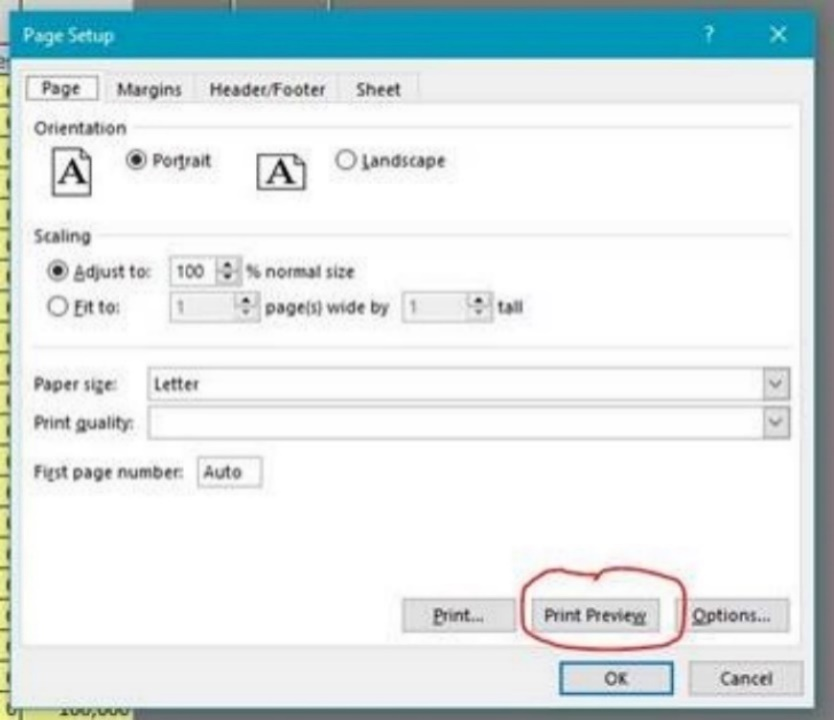 Page Setup ? ×
Page Margins Header/Footer Sheet
Orientation
A Portrait A Landscape
Scaling
Adjust to: 100 % normal size
Fit to: 1 page(s) wide by 1 tall
Paper size: Letter
Print quality:
First page number: Auto
Print... Print Preview Options...
OK Cancel
100,000